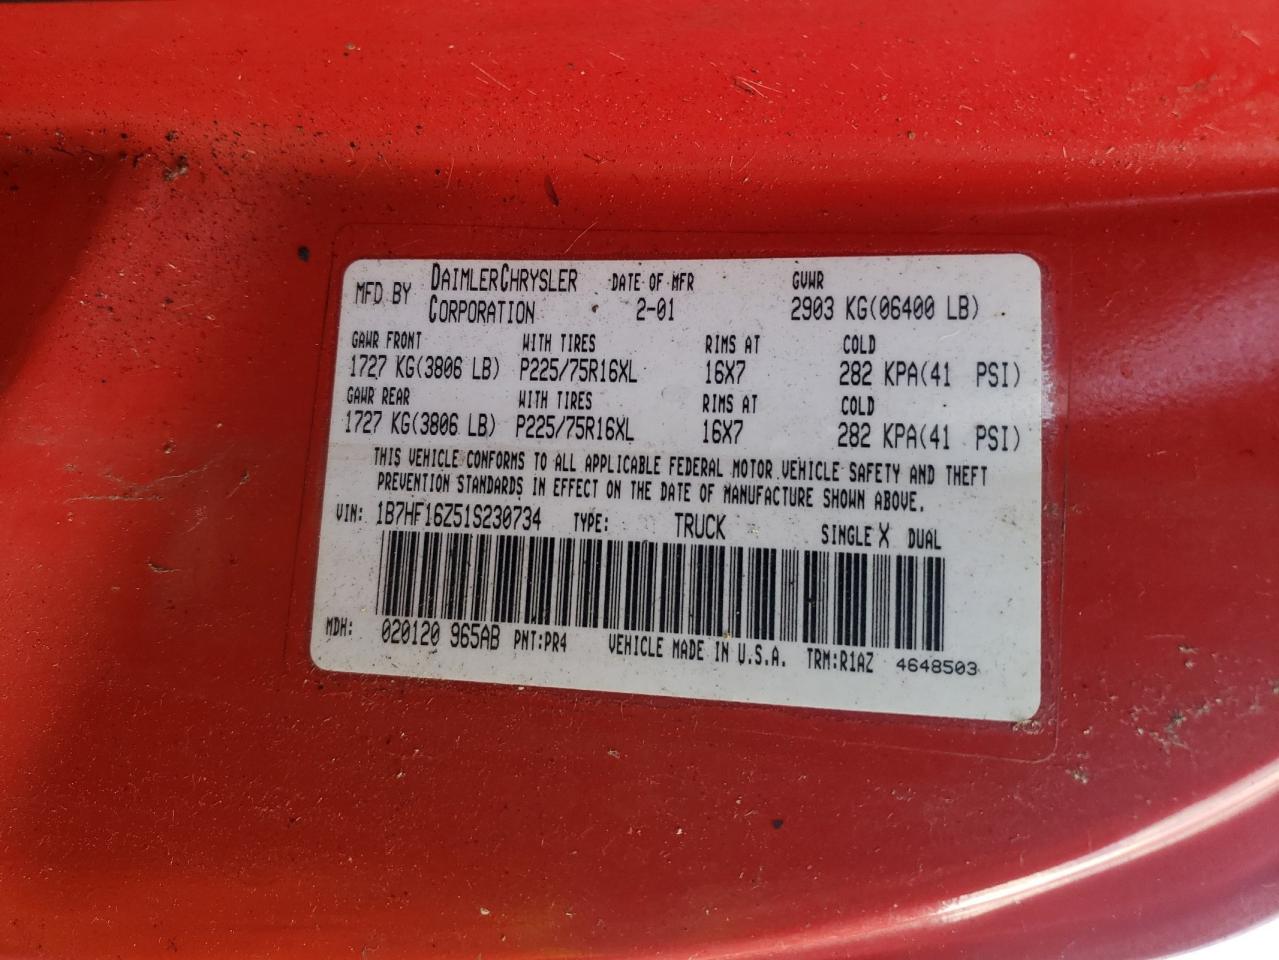 MFD BY DAIMLERCHRYSLER CORPORATION DATE OF MFR 2-01 GVWR 2903 KG(06400 LB)
GAWR FRONT WITH TIRES RIMS AT COLD
1727 KG(3806 LB) P225/75R16XL 16X7 282 KPA(41 PSI)
GAWR REAR WITH TIRES RIMS AT COLD
1727 KG(3806 LB) P225/75R16XL 16X7 282 KPA(41 PSI)
THIS VEHICLE CONFORMS TO ALL APPLICABLE FEDERAL MOTOR VEHICLE SAFETY AND THEFT
PREVENTION STANDARDS IN EFFECT ON THE DATE OF MANUFACTURE SHOWN ABOVE.
VIN: 1B7HF16Z51S230734 TYPE: TRUCK SINGLE X DUAL
MDH: 020120 965AB PNT:PR4 VEHICLE MADE IN U.S.A. TRM:R1AZ 4648503